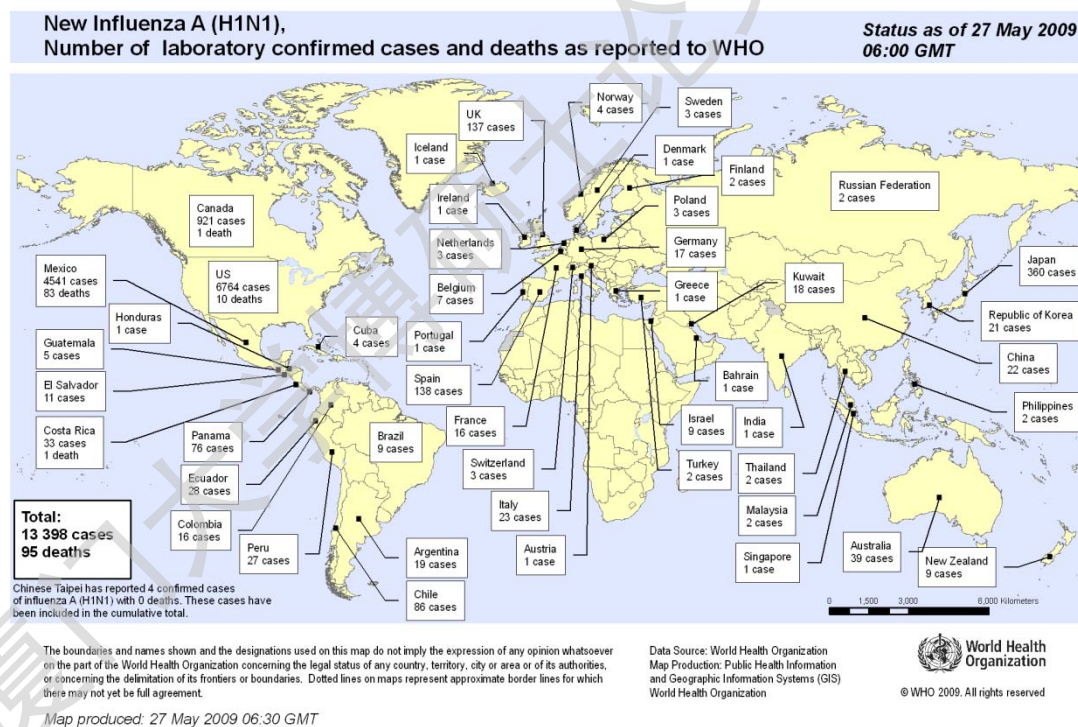 New Influenza A (H1N1),
Number of laboratory confirmed cases and deaths as reported to WHO
Status as of 27 May 2009
06:00 GMT
Norway
4 cases
Sweden
3 cases
UK
137 cases
Iceland
1 case
Denmark
1 case
Finland
2 cases
Russian Federation
2 cases
Ireland
1 case
Poland
3 cases
Canada
921 cases
1 death
Netherlands
3 cases
Germany
17 cases
Mexico
4541 cases
83 deaths
US
6764 cases
10 deaths
Belgium
7 cases
Greece
1 case
Kuwait
18 cases
Japan
360 cases
Honduras
1 case
Cuba
4 cases
Portugal
1 case
Republic of Korea
21 cases
Guatemala
5 cases
China
22 cases
El Salvador
11 cases
Spain
138 cases
Bahrain
1 case
Philippines
2 cases
Costa Rica
33 cases
1 death
Panama
76 cases
Brazil
9 cases
France
16 cases
Israel
9 cases
India
1 case
Ecuador
28 cases
Switzerland
3 cases
Turkey
2 cases
Thailand
2 cases
Colombia
16 cases
Italy
23 cases
Malaysia
2 cases
Peru
27 cases
Argentina
19 cases
Austria
1 case
Singapore
1 case
Australia
39 cases
New Zealand
9 cases
Chile
86 cases
Total:
13 398 cases
95 deaths
Chinese Taipei has reported 4 confirmed cases
of influenza A (H1N1) with 0 deaths. These cases have
been included in the cumulative total.
0 1,500 3,000 6,000 Kilometers
The boundaries and names shown and the designations used on this map do not imply the expression of any opinion whatsoever
on the part of the World Health Organization concerning the legal status of any country, territory, city or area or of its authorities,
or concerning the delimitation of its frontiers or boundaries. Dotted lines on maps represent approximate border lines for which
there may not yet be full agreement.
Data Source: World Health Organization
Map Production: Public Health Information
and Geographic Information Systems (GIS)
World Health Organization
World Health
Organization
© WHO 2009. All rights reserved
Map produced: 27 May 2009 06:30 GMT
厦门大学博硕士论文